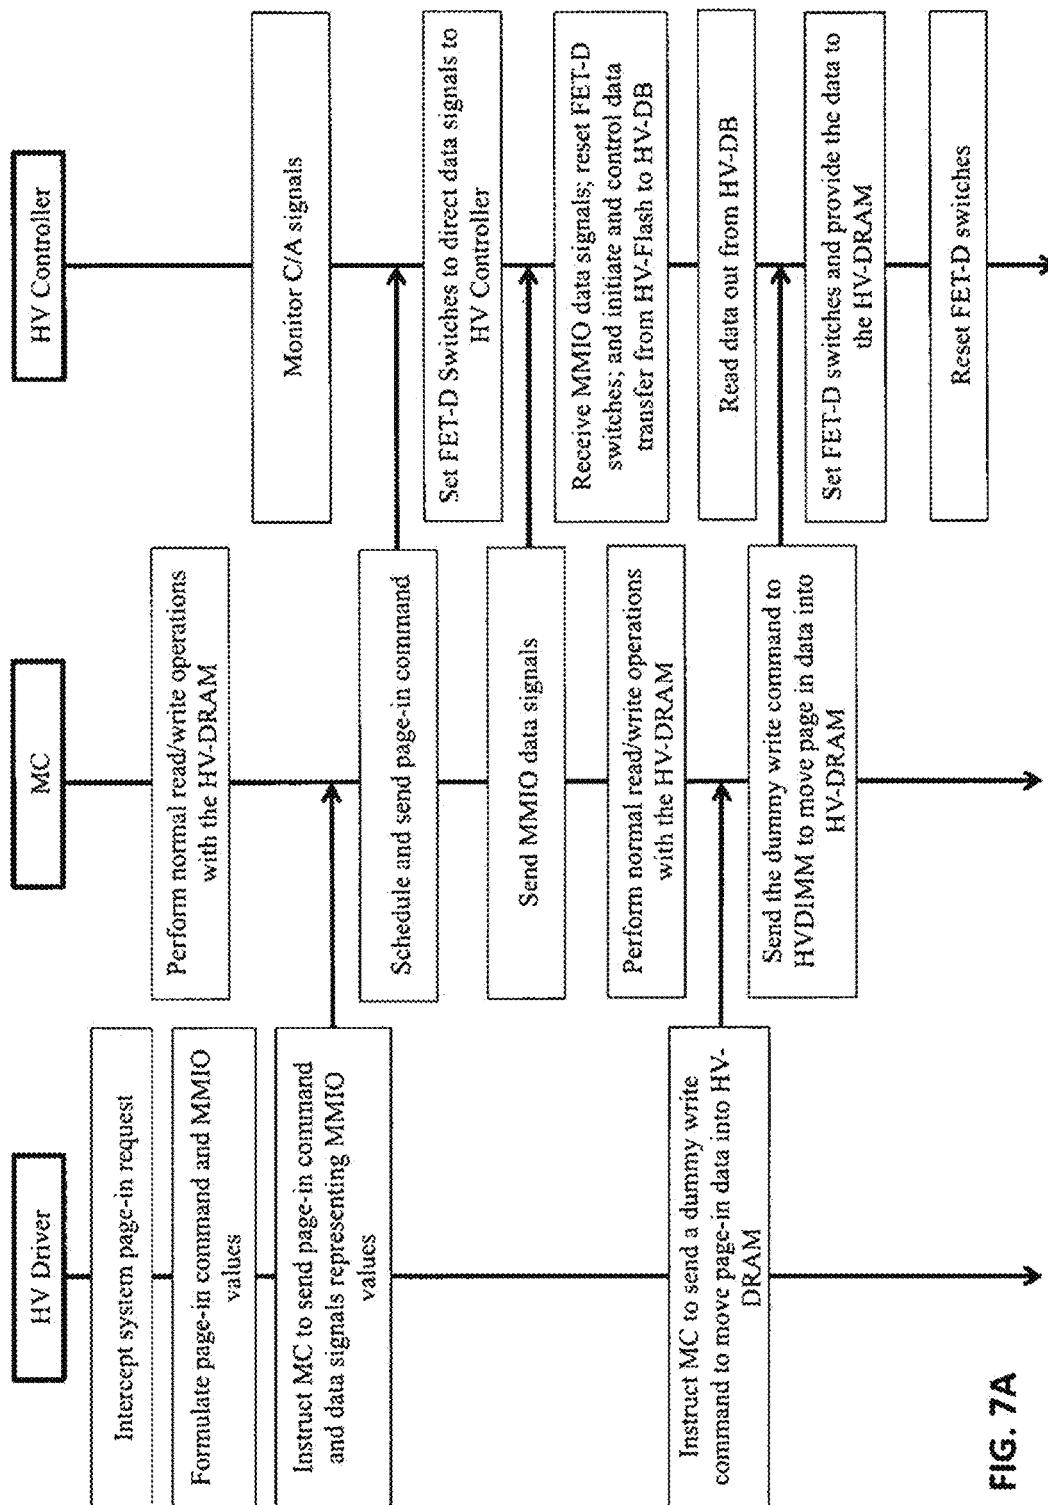 HV Driver
Intercept system page-in request
Formulate page-in command and MMIO
values
Instruct MC to send page-in command
and data signals representing MMIO
values
Instruct MC to send a dummy write
command to move page-in data into HV-
DRAM
MC
Perform normal read/write operations
with the HV-DRAM
Schedule and send page-in command
Send MMIO data signals
Perform normal read/write operations
with the HV-DRAM
Send the dummy write command to
HVDIMM to move page in data into
HV-DRAM
HV Controller
Monitor C/A signals
Set FET-D Switches to direct data signals to
HV Controller
Receive MMIO data signals; reset FET-D
switches; and initiate and control data
transfer from HV-Flash to HV-DB
Read data out from HV-DB
Set FET-D switches and provide the data to
the HV-DRAM
Reset FET-D switches
FIG. 7A